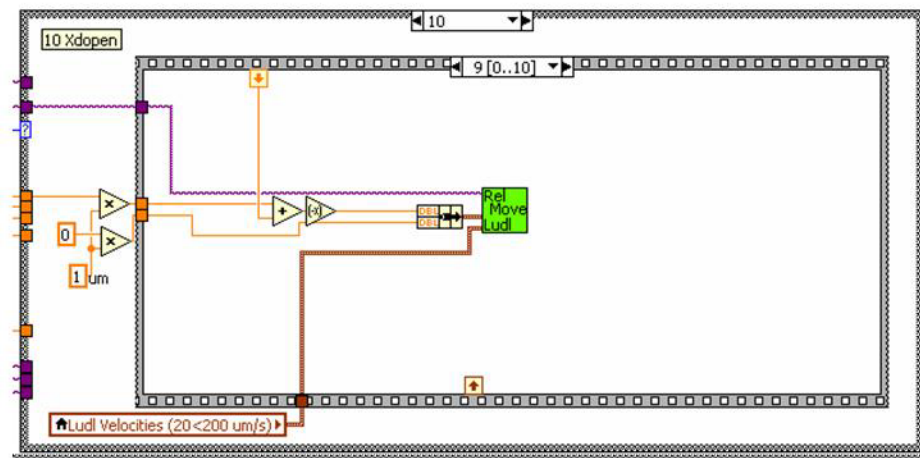 10
10 Xdopen
9 [0..10]
?
Rel
Move
Ludl
x
+
(-x)
DBL
DBL
x
0
1 um
Ludl Velocities (20<200 um/s)